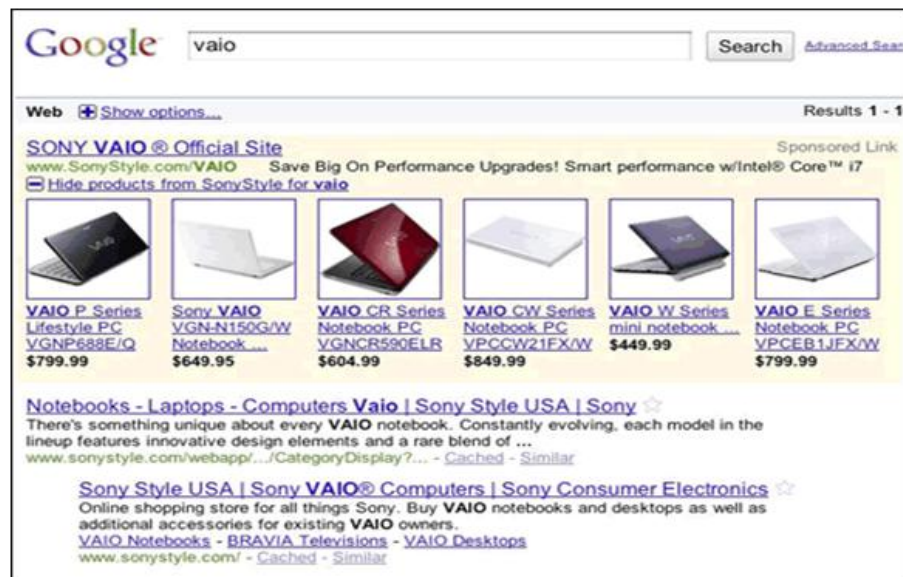 Google vaio Search Advanced Sear
Web Show options... Results 1 - 1
SONY VAIO ® Official Site Sponsored Link
www.SonyStyle.com/VAIO Save Big On Performance Upgrades! Smart performance w/Intel® Core™ i7
Hide products from SonyStyle for vaio
VAIO P Series
Lifestyle PC
VGNP688E/Q
$799.99
Sony VAIO
VGN-N150G/W
Notebook ...
$649.95
VAIO CR Series
Notebook PC
VGNCR590ELR
$604.99
VAIO CW Series
Notebook PC
VPCCW21FX/W
$849.99
VAIO W Series
mini notebook ...
$449.99
VAIO E Series
Notebook PC
VPCEB1JFX/W
$799.99
Notebooks - Laptops - Computers Vaio | Sony Style USA | Sony
There's something unique about every VAIO notebook. Constantly evolving, each model in the
lineup features innovative design elements and a rare blend of ...
www.sonystyle.com/webapp/.../CategoryDisplay?... - Cached - Similar
Sony Style USA | Sony VAIO® Computers | Sony Consumer Electronics
Online shopping store for all things Sony. Buy VAIO notebooks and desktops as well as
additional accessories for existing VAIO owners.
VAIO Notebooks - BRAVIA Televisions - VAIO Desktops
www.sonystyle.com/ - Cached - Similar